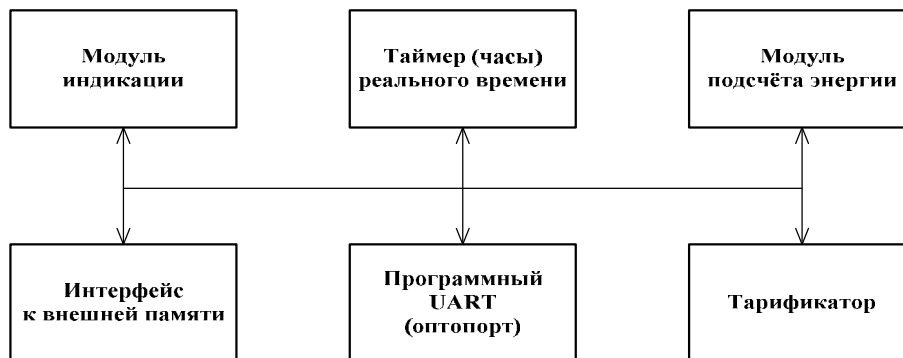 Модуль
индикации
Таймер (часы)
реального времени
Модуль
подсчёта энергии
Интерфейс
к внешней памяти
Программный
UART
(оптопорт)
Тарификатор